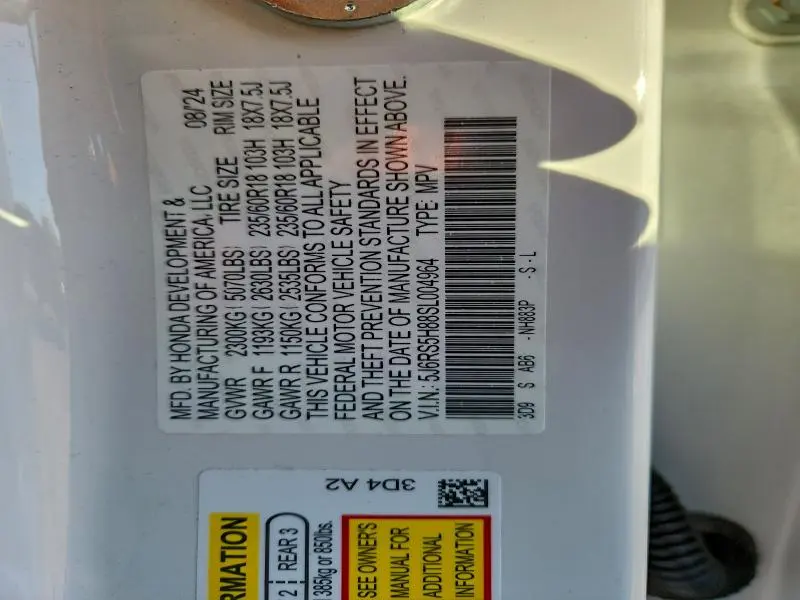 MFD. BY HONDA DEVELOPMENT &
MANUFACTURING OF AMERICA, LLC 08/24
GVWR 2300KG(5070LBS) TIRE SIZE RIM SIZE
GAWR F 1193KG(2630LBS) 235/60R18 103H 18X7.5J
GAWR R 1150KG(2535LBS) 235/60R18 103H 18X7.5J
THIS VEHICLE CONFORMS TO ALL APPLICABLE
FEDERAL MOTOR VEHICLE SAFETY
AND THEFT PREVENTION STANDARDS IN EFFECT
ON THE DATE OF MANUFACTURE SHOWN ABOVE.
V.I.N.: 5J6RS5H88SL004964 TYPE: MPV
3D9 S AB6 -NH883P -S-L
3D4 A2
RMATION
2 REAR 3
385kg or 850lbs.
SEE OWNER'S
MANUAL FOR
ADDITIONAL
INFORMATION